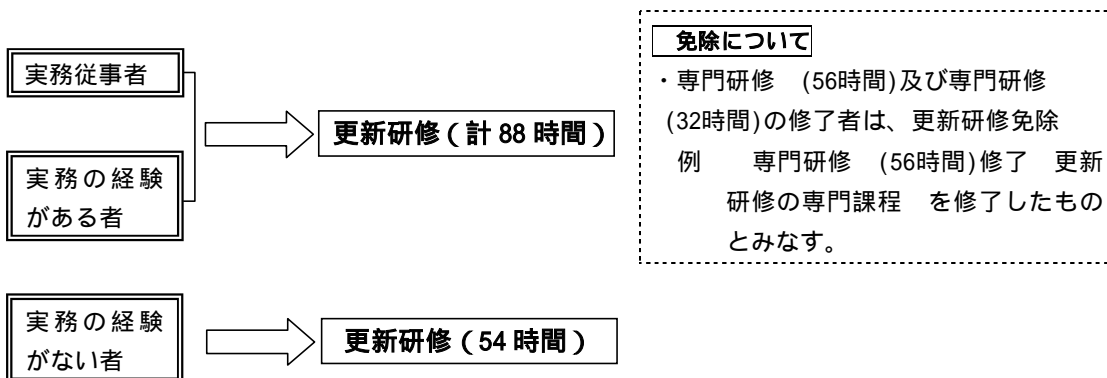 実務従事者
実務の経験
がある者
更新研修(計88時間)
免除について
・専門研修 (56時間)及び専門研修
(32時間)の修了者は、更新研修免除
例 専門研修 (56時間)修了 更新
研修の専門課程 を修了したもの
とみなす。
実務の経験
がない者
更新研修(54時間)